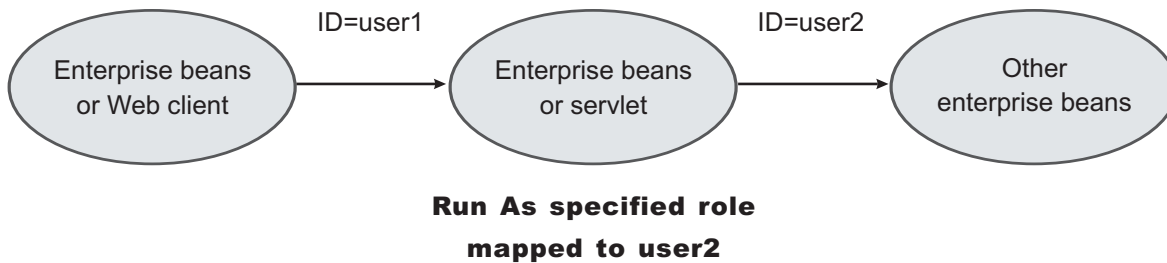 ID=user1
ID=user2
Enterprise beans
or Web client
Enterprise beans
or servlet
Other
enterprise beans
Run As specified role
mapped to user2